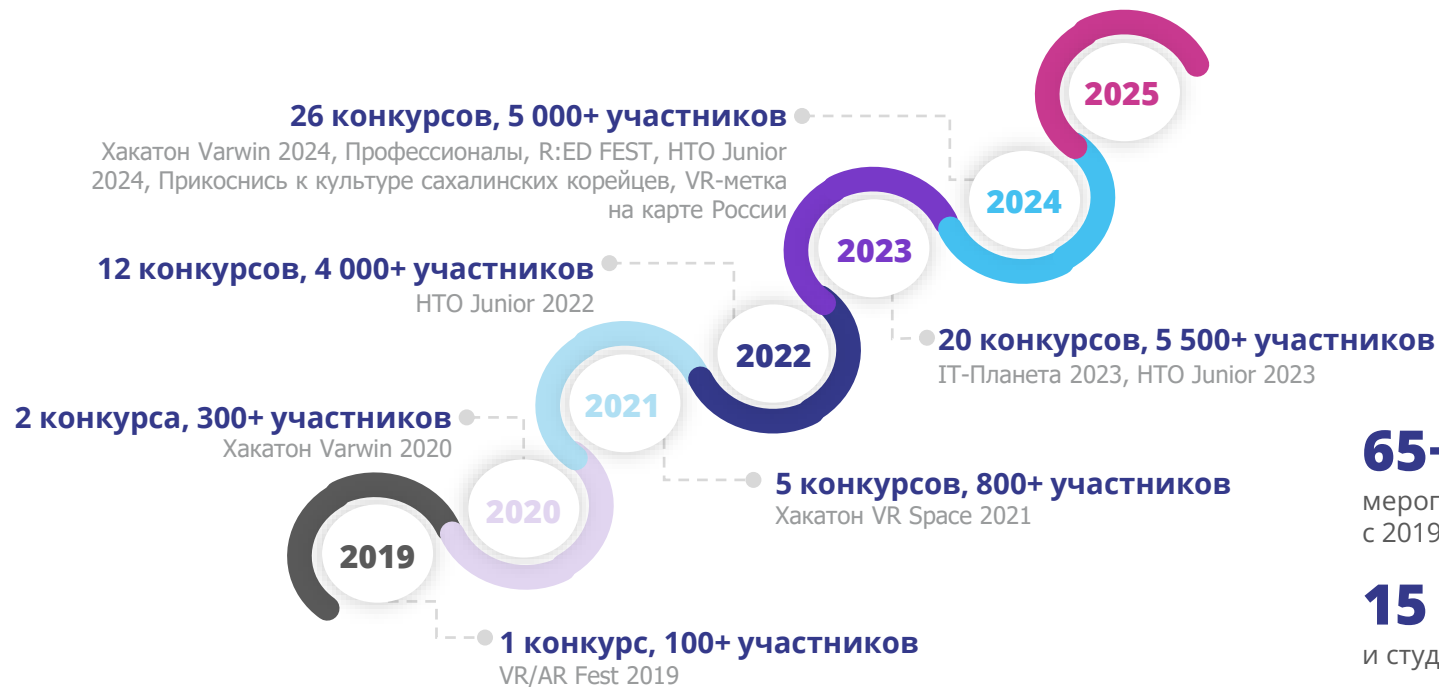 2025
26 конкурсов, 5 000+ участников
Хакатон Varwin 2024, Профессионалы, R:ED FEST, НТО Junior
2024, Прикоснись к культуре сахалинских корейцев, VR-метка
на карте России
2024
2023
12 конкурсов, 4 000+ участников
НТО Junior 2022
20 конкурсов, 5 500+ участников
IT-Планета 2023, НТО Junior 2023
2022
2021
2 конкурса, 300+ участников
Хакатон Varwin 2020
5 конкурсов, 800+ участников
Хакатон VR Space 2021
2020
2019
1 конкурс, 100+ участников
VR/AR Fest 2019
65
с 2019
15
и